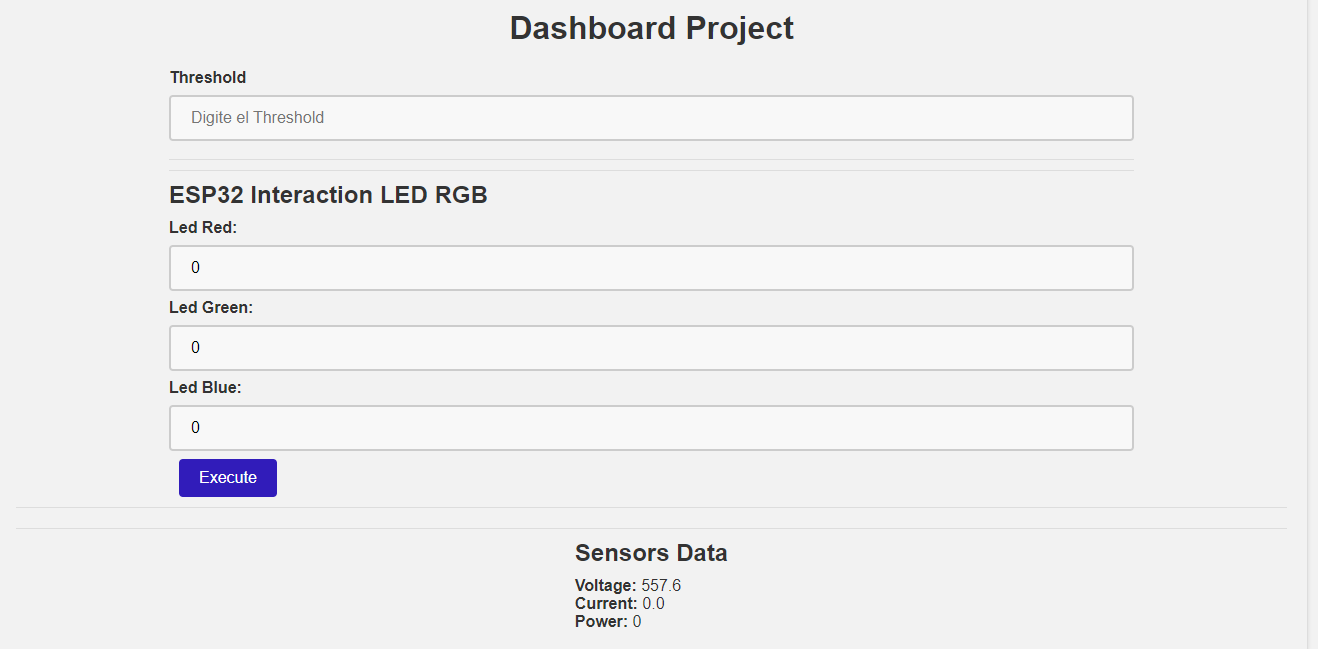 Dashboard Project
Threshold
Digite el Threshold
ESP32 Interaction LED RGB
Led Red:
0
Led Green:
0
Led Blue:
0
Execute
Sensors Data
Voltage: 557.6
Current: 0.0
Power: 0